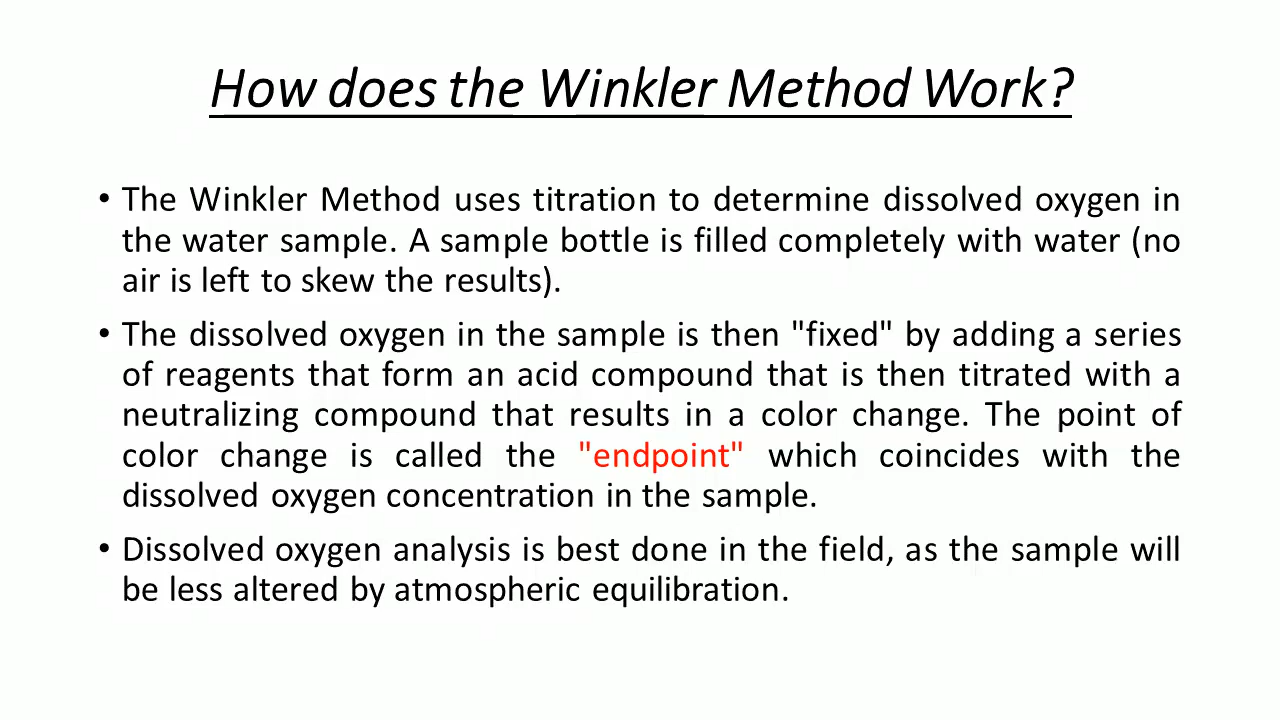 How does the Winkler Method Work?
• The Winkler Method uses titration to determine dissolved oxygen in
the water sample. A sample bottle is filled completely with water (no
air is left to skew the results).
• The dissolved oxygen in the sample is then "fixed" by adding a series
of reagents that form an acid compound that is then titrated with a
neutralizing compound that results in a color change. The point of
color change is called the "endpoint" which coincides with the
dissolved oxygen concentration in the sample.
• Dissolved oxygen analysis is best done in the field, as the sample will
be less altered by atmospheric equilibration.